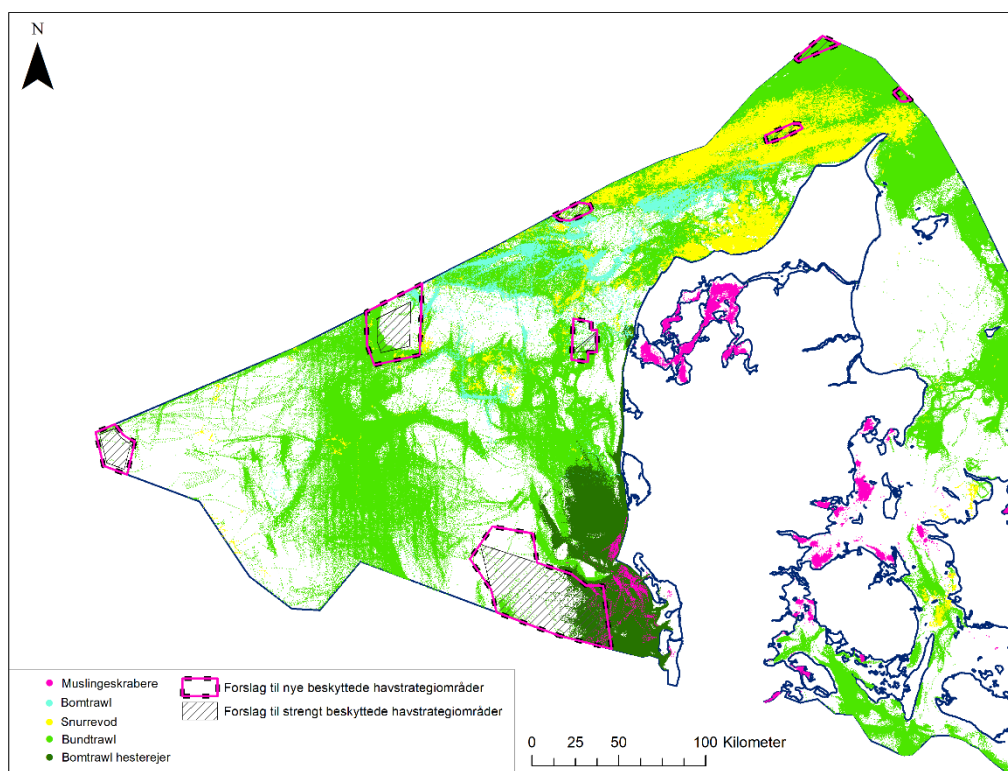 N
Muslingeskrabere
Bomtrawl
Snurrevod
Bundtrawl
Bomtrawl hesterejer
Forslag til nye beskyttede havstrategiområder
Forslag til strengt beskyttede havstrategiområder
0 25 50 100 Kilometer